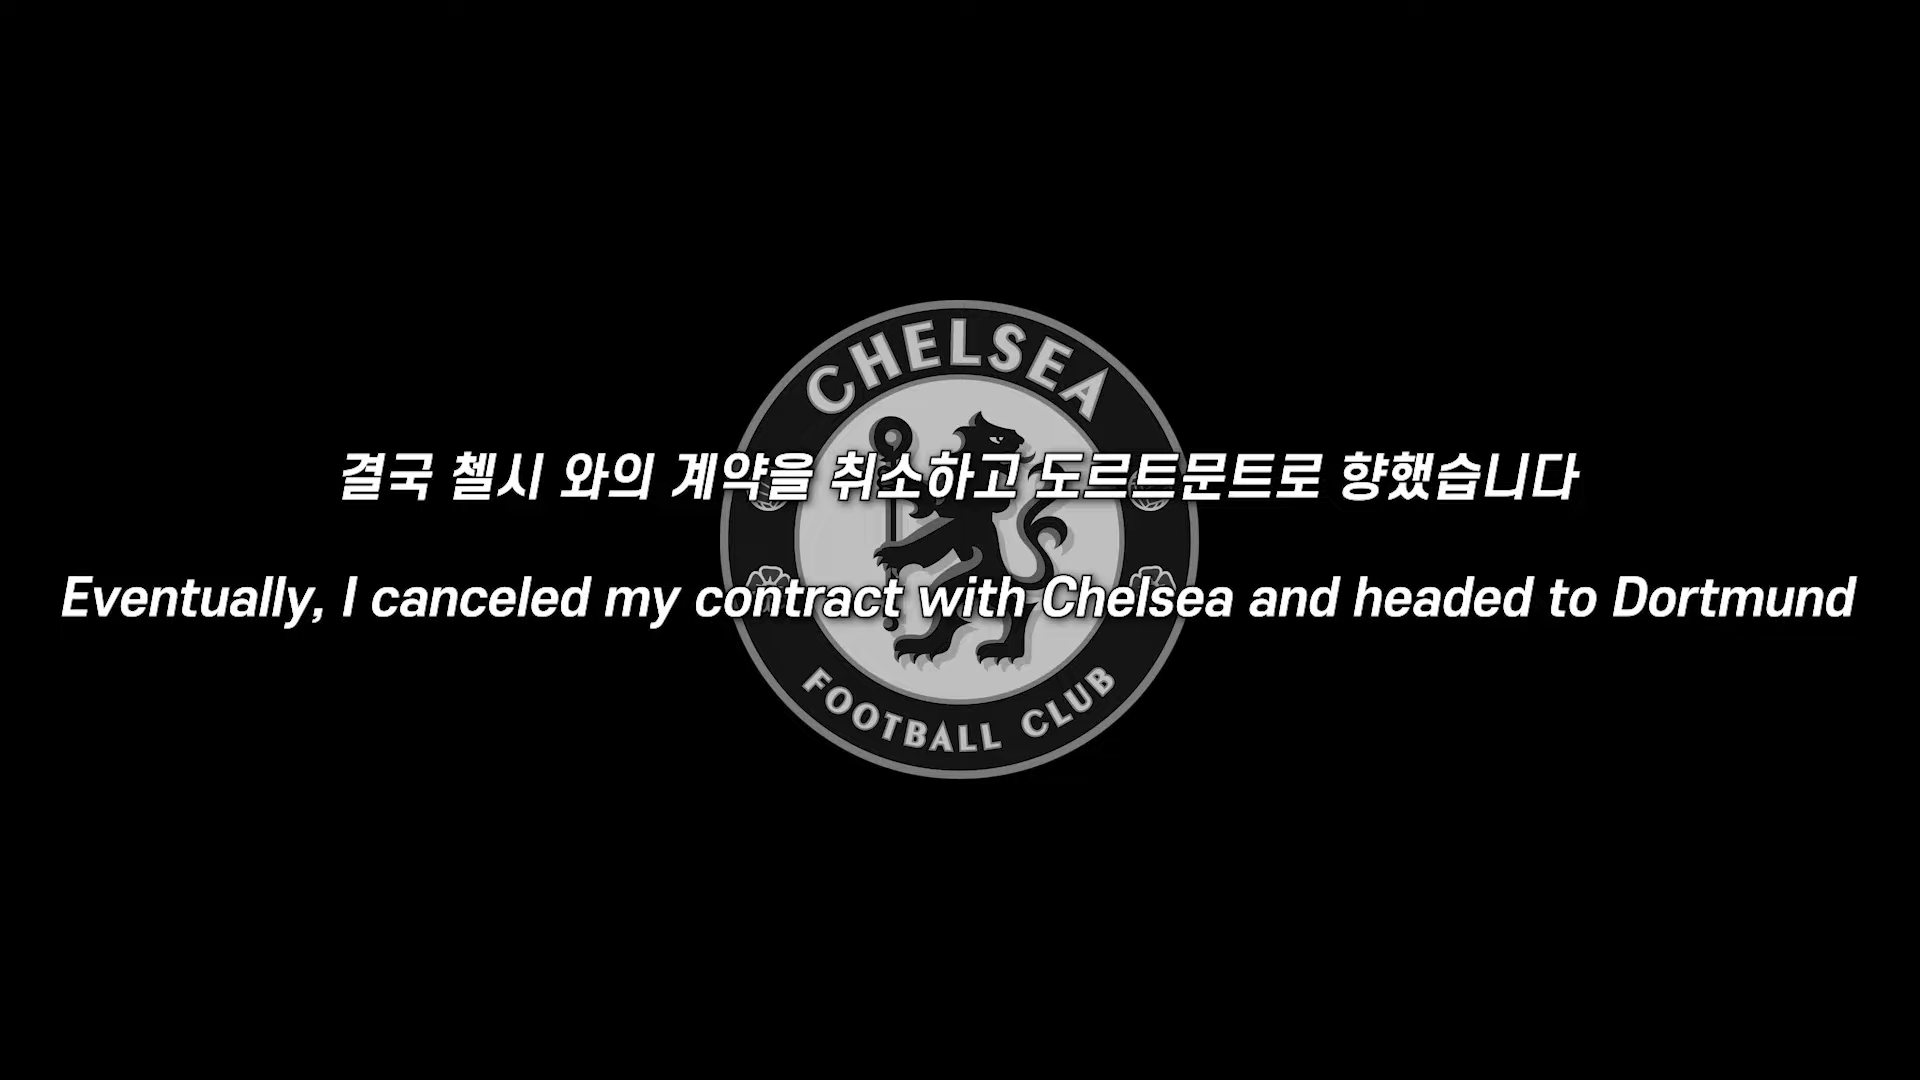 CHELSEA
결국 첼시 와의 계약을 취소하고 도르트문트로 향했습니다
Eventually, I canceled my contract with Chelsea and headed to Dortmund
FOOTBALL CLUB